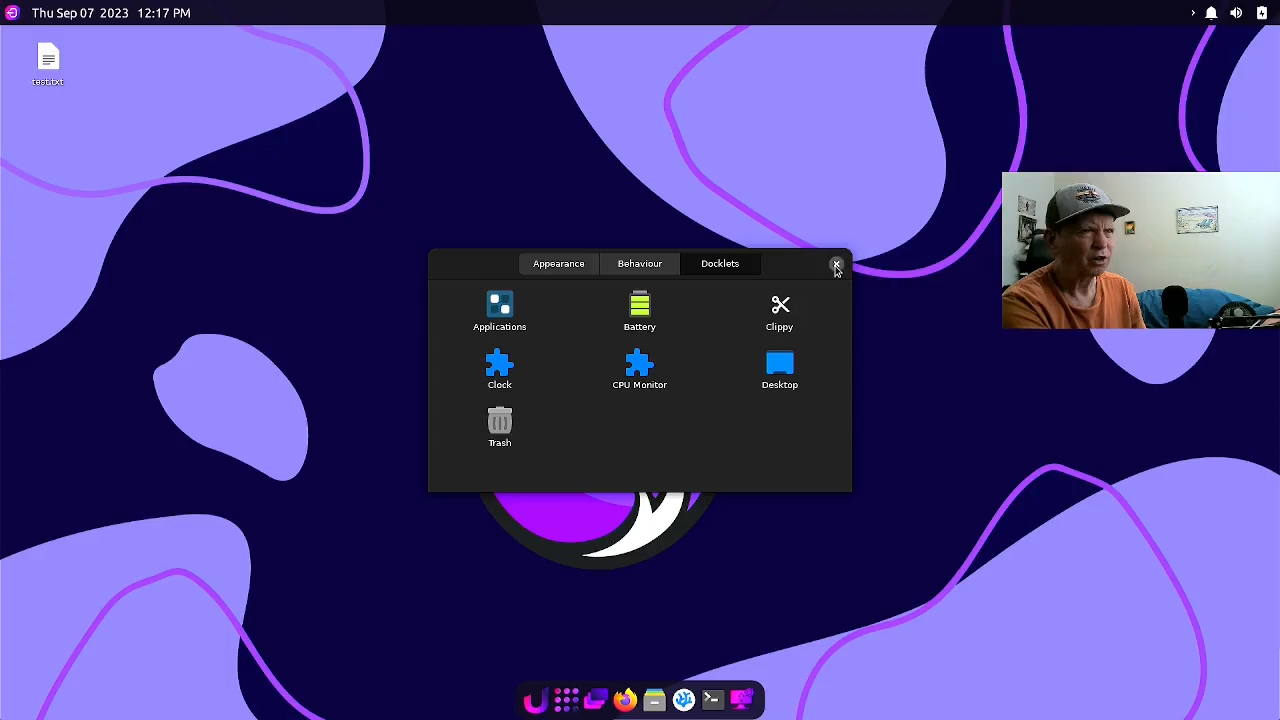 Thu Sep 07 2023 12:17 PM
test.txt
Appearance Behaviour Docklets
Applications Battery Clippy
Clock CPU Monitor Desktop
Trash